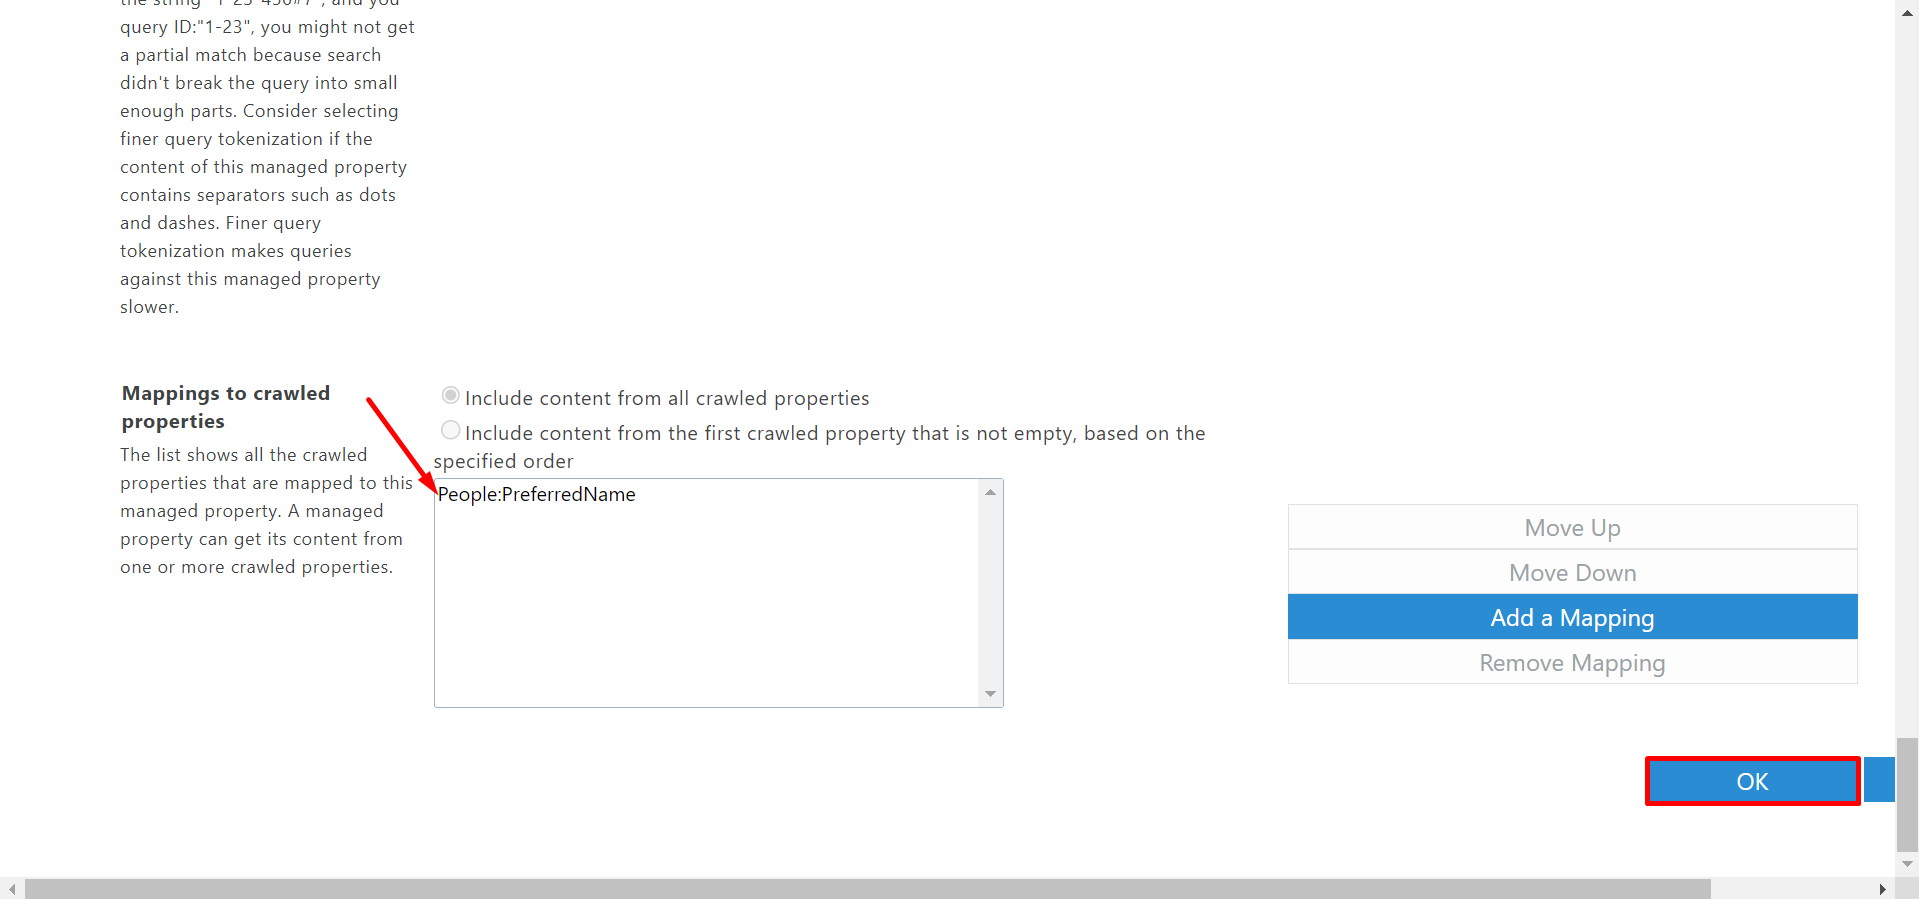 query ID:"1-23", you might not get
a partial match because search
didn't break the query into small
enough parts. Consider selecting
finer query tokenization if the
content of this managed property
contains separators such as dots
and dashes. Finer query
tokenization makes queries
against this managed property
slower.
Mappings to crawled
properties
The list shows all the crawled
properties that are mapped to this
managed property. A managed
property can get its content from
one or more crawled properties.
Include content from all crawled properties
Include content from the first crawled property that is not empty, based on the
specified order
People:PreferredName
Move Up
Move Down
Add a Mapping
Remove Mapping
OK